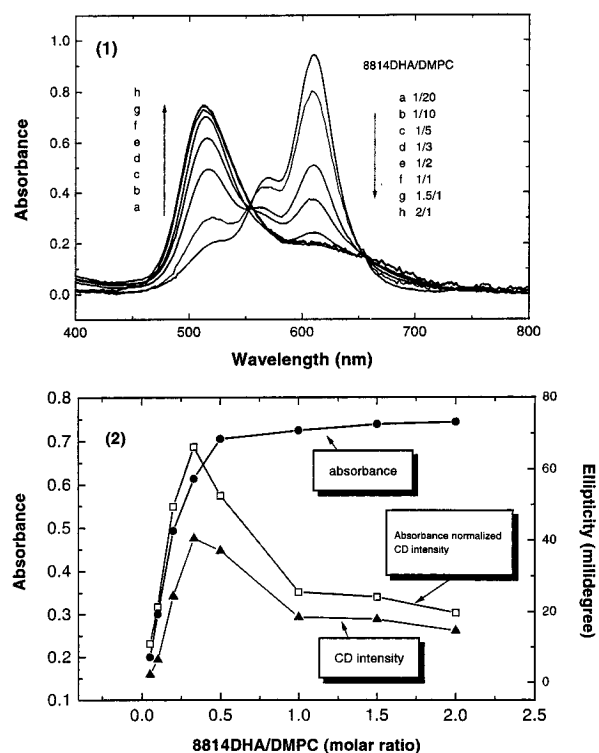 (1)
8814DHA/DMPC
a 1/20
b 1/10
c 1/5
d 1/3
e 1/2
f 1/1
g 1.5/1
h 2/1
h
g
f
e
d
c
b
a
1.0
0.8
0.6
0.4
0.2
0.0
Absorbance
400
500
600
700
800
Wavelength (nm)
(2)
0.8
0.7
0.6
0.5
0.4
0.3
0.2
0.1
Absorbance
80
60
40
20
0
Ellipticity (milidegree)
absorbance
Absorbance normalized
CD intensity
CD intensity
0.0
0.5
1.0
1.5
2.0
2.5
8814DHA/DMPC (molar ratio)